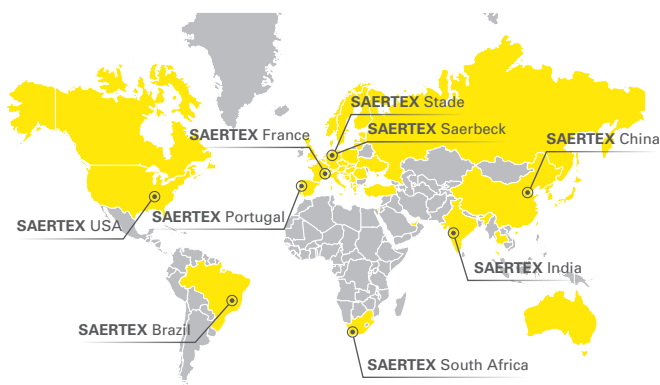 SAERTEX Stade
SAERTEX France
SAERTEX Saerbeck
SAERTEX China
SAERTEX USA
SAERTEX Portugal
SAERTEX India
SAERTEX Brazil
SAERTEX South Africa